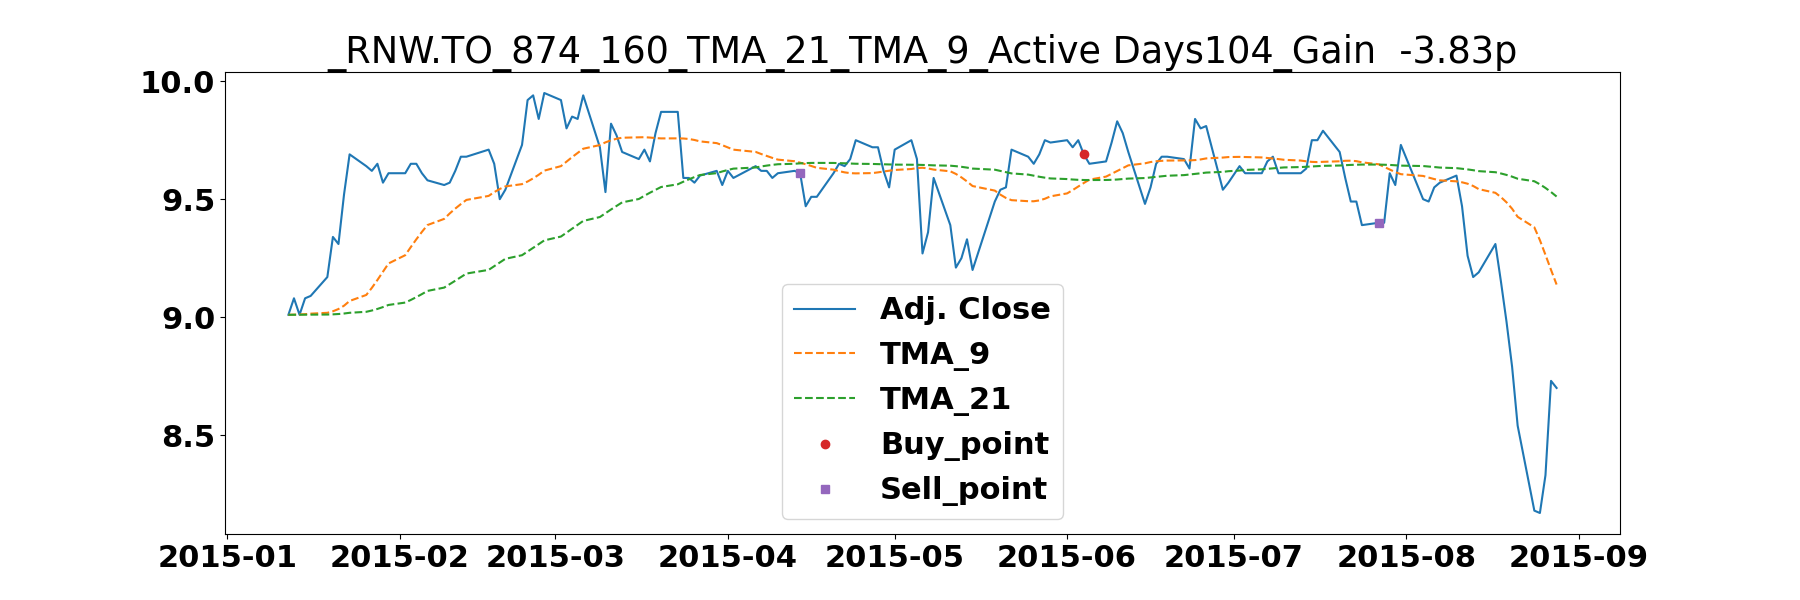 _RNW.TO_874_160_TMA_21_TMA_9_Active Days104_Gain  -3.83p
10.0
9.5
9.0
8.5
Adj. Close
TMA_9
TMA_21
Buy_point
Sell_point
2015-01 2015-02 2015-03 2015-04 2015-05 2015-06 2015-07 2015-08 2015-09